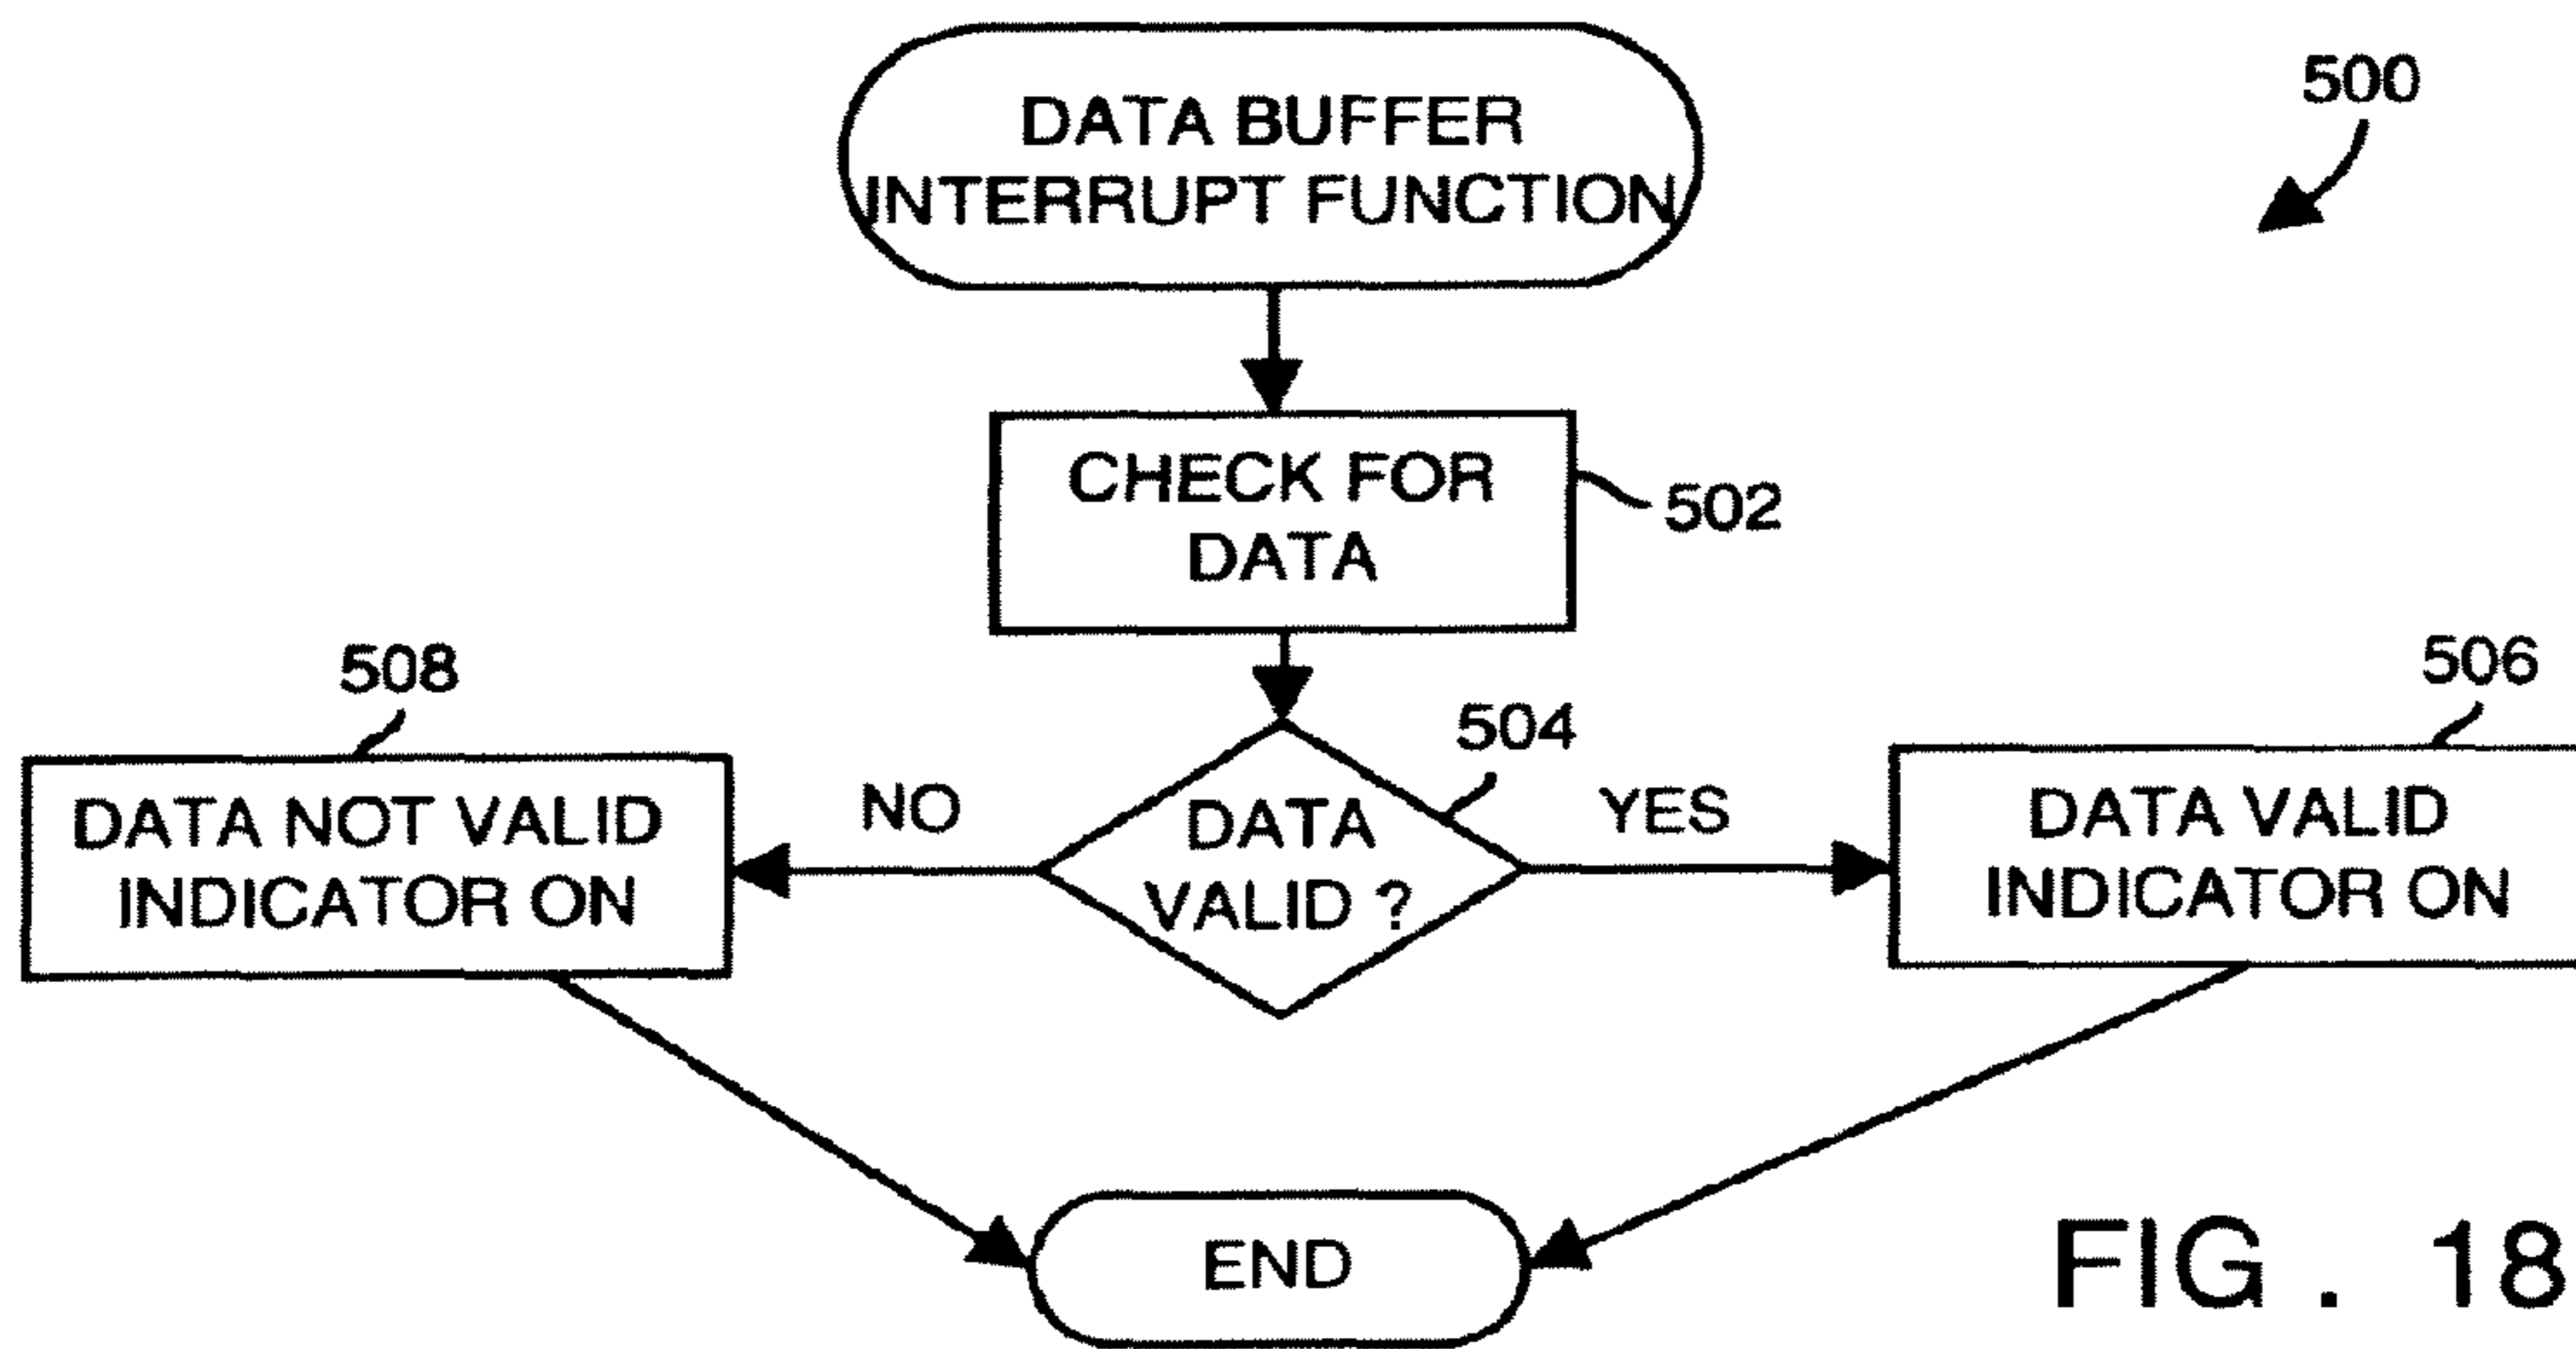 DATA BUFFER
INTERRUPT FUNCTION
500
CHECK FOR
DATA
502
508
504
506
DATA NOT VALID
INDICATOR ON
NO
DATA
VALID ?
YES
DATA VALID
INDICATOR ON
END
FIG . 18